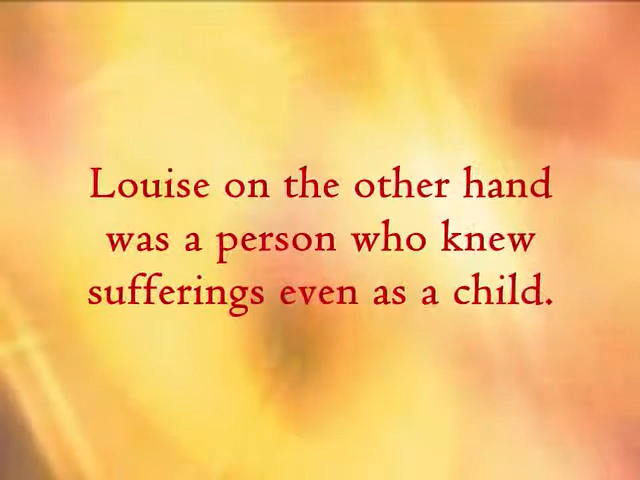 Louise on the other hand
was a person who knew
sufferings even as a child.